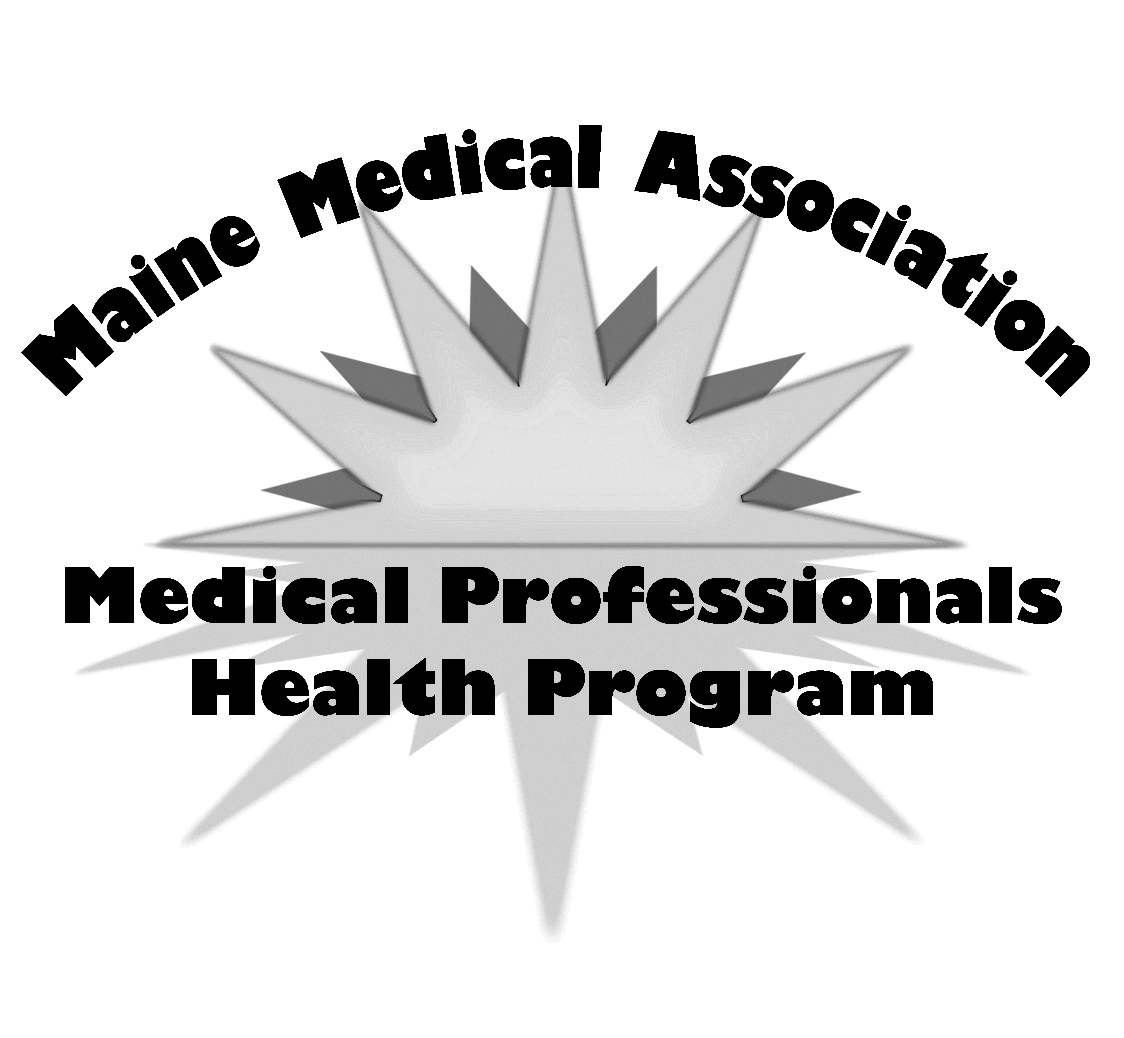 Maine Medical Association
Medical Professionals
Health Program